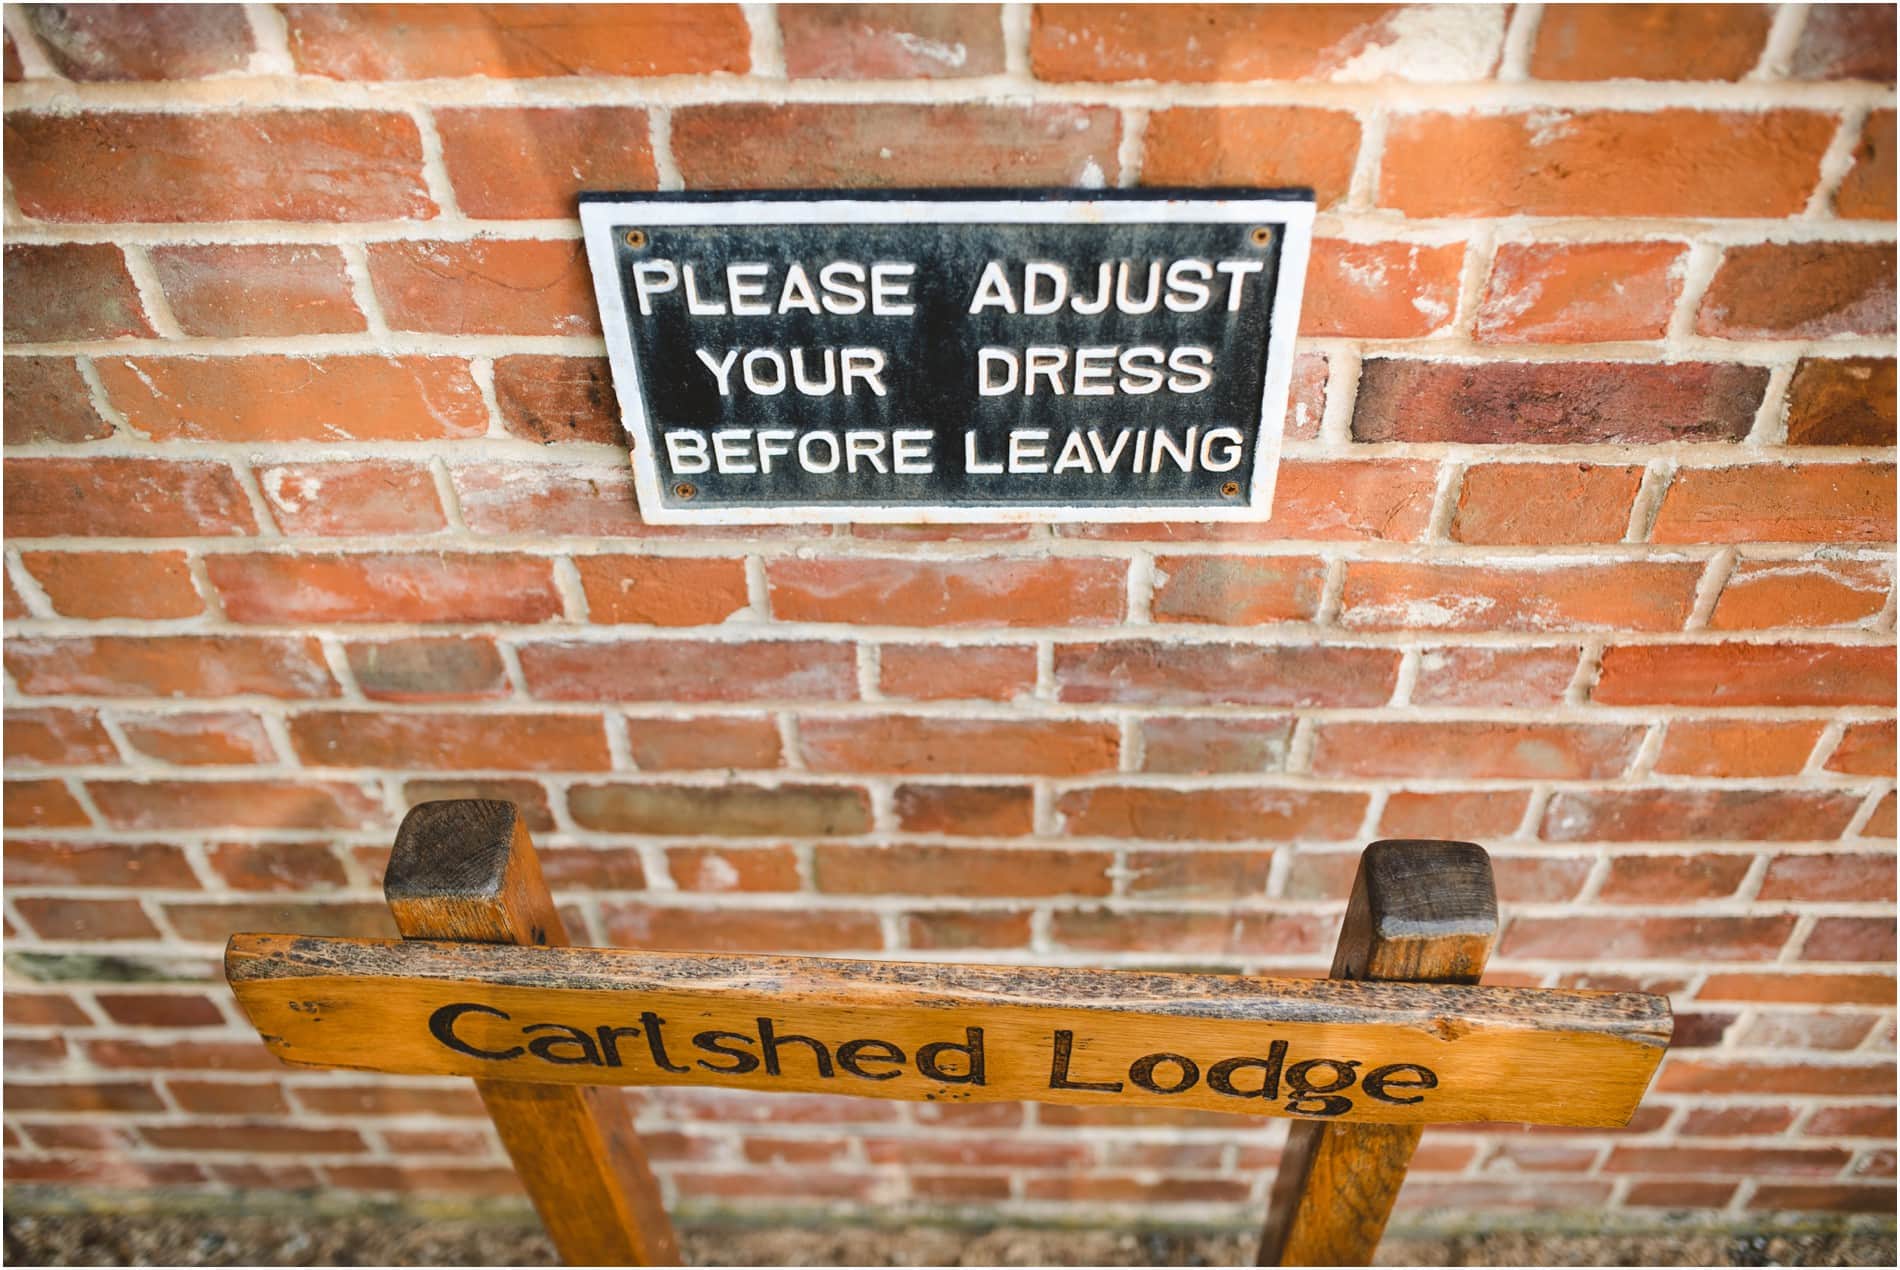 PLEASE ADJUST
YOUR DRESS
BEFORE LEAVING
Cartshed Lodge